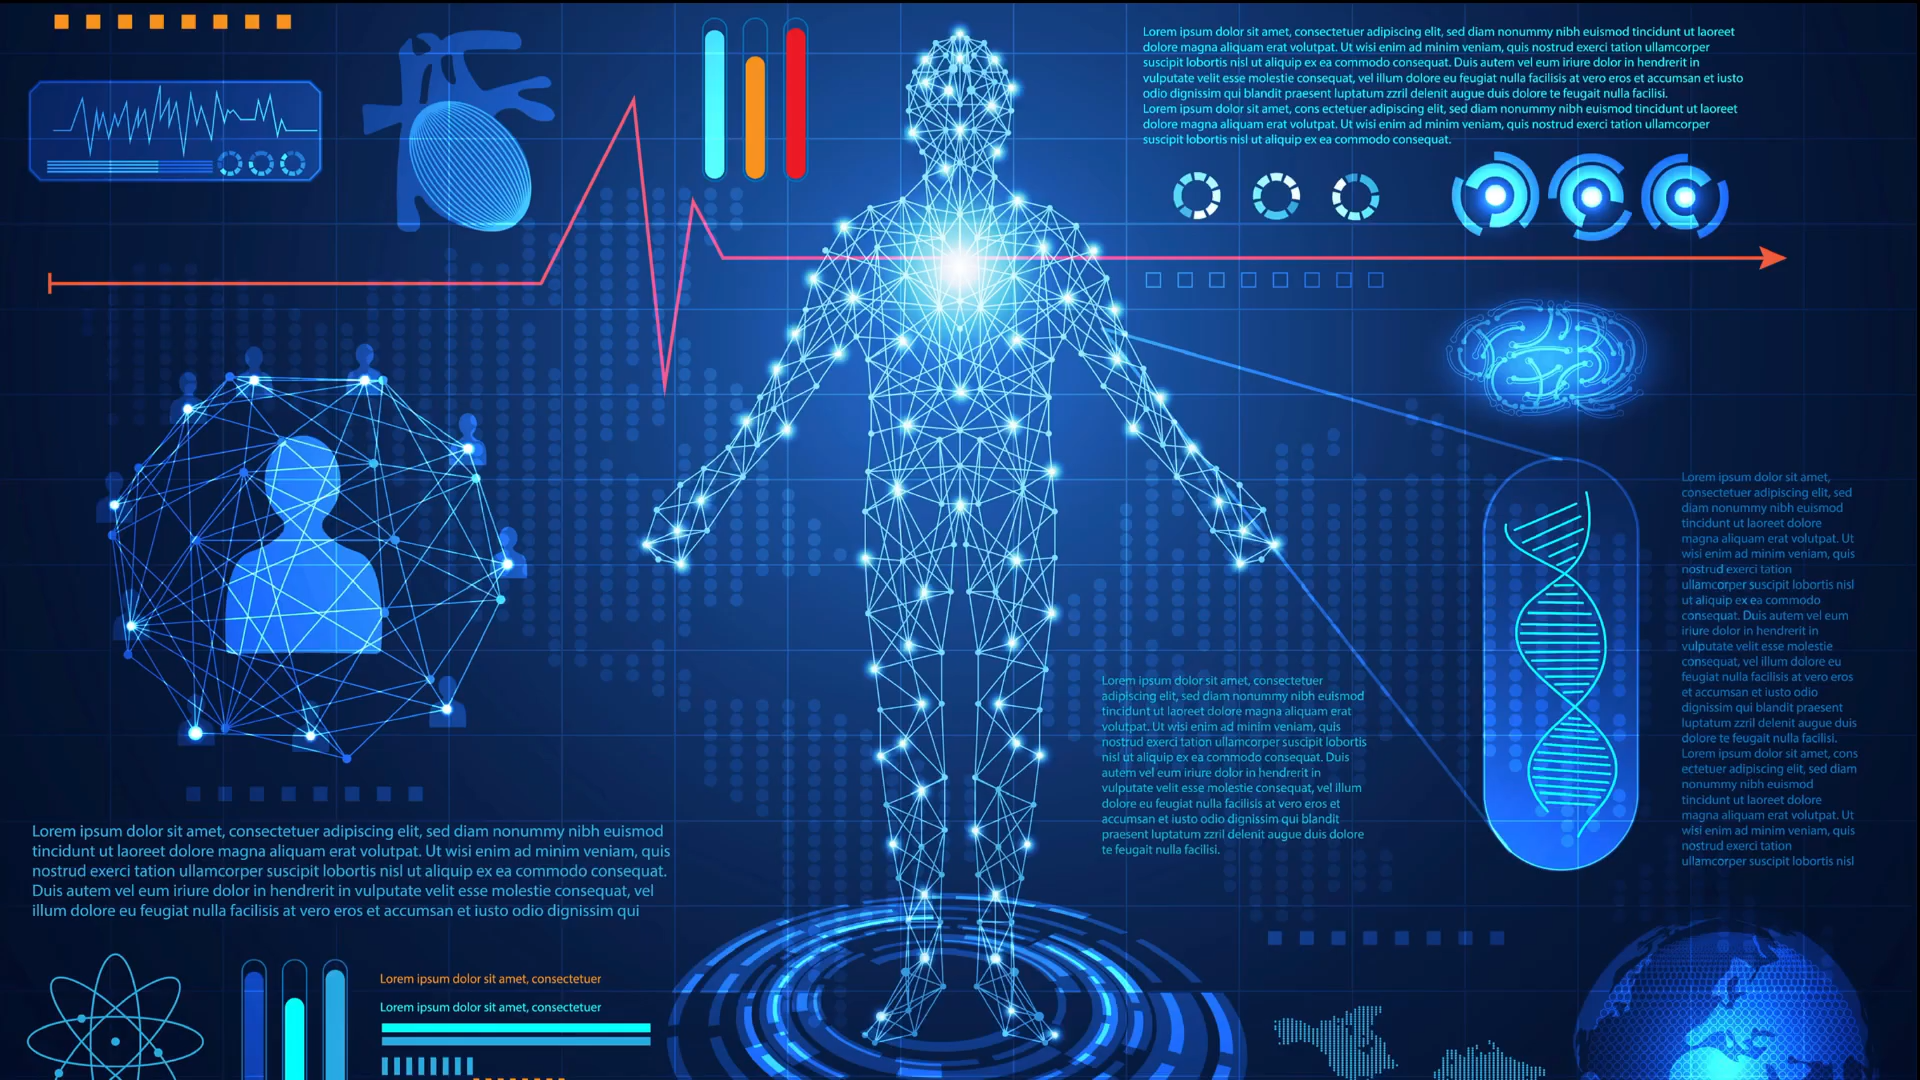 Lorem ipsum dolor sit amet, consectetuer adipiscing elit, sed diam nonummy nibh euismod tincidunt ut laoreet
dolore magna aliquam erat volutpat. Ut wisi enim ad minim veniam, quis nostrud exerci tation ullamcorper
suscipit lobortis nisl ut aliquip ex ea commodo consequat. Duis autem vel eum iriure dolor in hendrerit in
vulputate velit esse molestie consequat, vel illum dolore eu feugiat nulla facilisis at vero eros et accumsan et iusto
odio dignissim qui blandit praesent luptatum zzril delenit augue duis dolore te feugait nulla facilisi.
Lorem ipsum dolor sit amet, cons ectetuer adipiscing elit, sed diam nonummy nibh euismod tincidunt ut laoreet
dolore magna aliquam erat volutpat. Ut wisi enim ad minim veniam, quis nostrud exerci tation ullamcorper
suscipit lobortis nisl ut aliquip ex ea commodo consequat.
Lorem ipsum dolor sit amet,
consectetuer adipiscing elit, sed
diam nonummy nibh euismod
tincidunt ut laoreet dolore
magna aliquam erat volutpat. Ut
wisi enim ad minim veniam, quis
nostrud exerci tation
ullamcorper suscipit lobortis nisl
ut aliquip ex ea commodo
consequat. Duis autem vel eum
iriure dolor in hendrerit in
vulputate velit esse molestie
consequat, vel illum dolore eu
feugiat nulla facilisis at vero eros
et accumsan et iusto odio
dignissim qui blandit praesent
luptatum zzril delenit augue duis
dolore te feugait nulla facilisi.
Lorem ipsum dolor sit amet, cons
ectetuer adipiscing elit, sed diam
nonummy nibh euismod
tincidunt ut laoreet dolore
magna aliquam erat volutpat. Ut
wisi enim ad minim veniam, quis
nostrud exerci tation
ullamcorper suscipit lobortis nisl
Lorem ipsum dolor sit amet, consectetuer
adipiscing elit, sed diam nonummy nibh euismod
tincidunt ut laoreet dolore magna aliquam erat
volutpat. Ut wisi enim ad minim veniam, quis
nostrud exerci tation ullamcorper suscipit lobortis
nisl ut aliquip ex ea commodo consequat. Duis
autem vel eum iriure dolor in hendrerit in
vulputate velit esse molestie consequat, vel illum
dolore eu feugiat nulla facilisis at vero eros et
accumsan et iusto odio dignissim qui blandit
praesent luptatum zzril delenit augue duis dolore
te feugait nulla facilisi.
Lorem ipsum dolor sit amet, consectetuer adipiscing elit, sed diam nonummy nibh euismod
tincidunt ut laoreet dolore magna aliquam erat volutpat. Ut wisi enim ad minim veniam, quis
nostrud exerci tation ullamcorper suscipit lobortis nisl ut aliquip ex ea commodo consequat.
Duis autem vel eum iriure dolor in hendrerit in vulputate velit esse molestie consequat, vel
illum dolore eu feugiat nulla facilisis at vero eros et accumsan et iusto odio dignissim qui
Lorem ipsum dolor sit amet, consectetuer
Lorem ipsum dolor sit amet, consectetuer